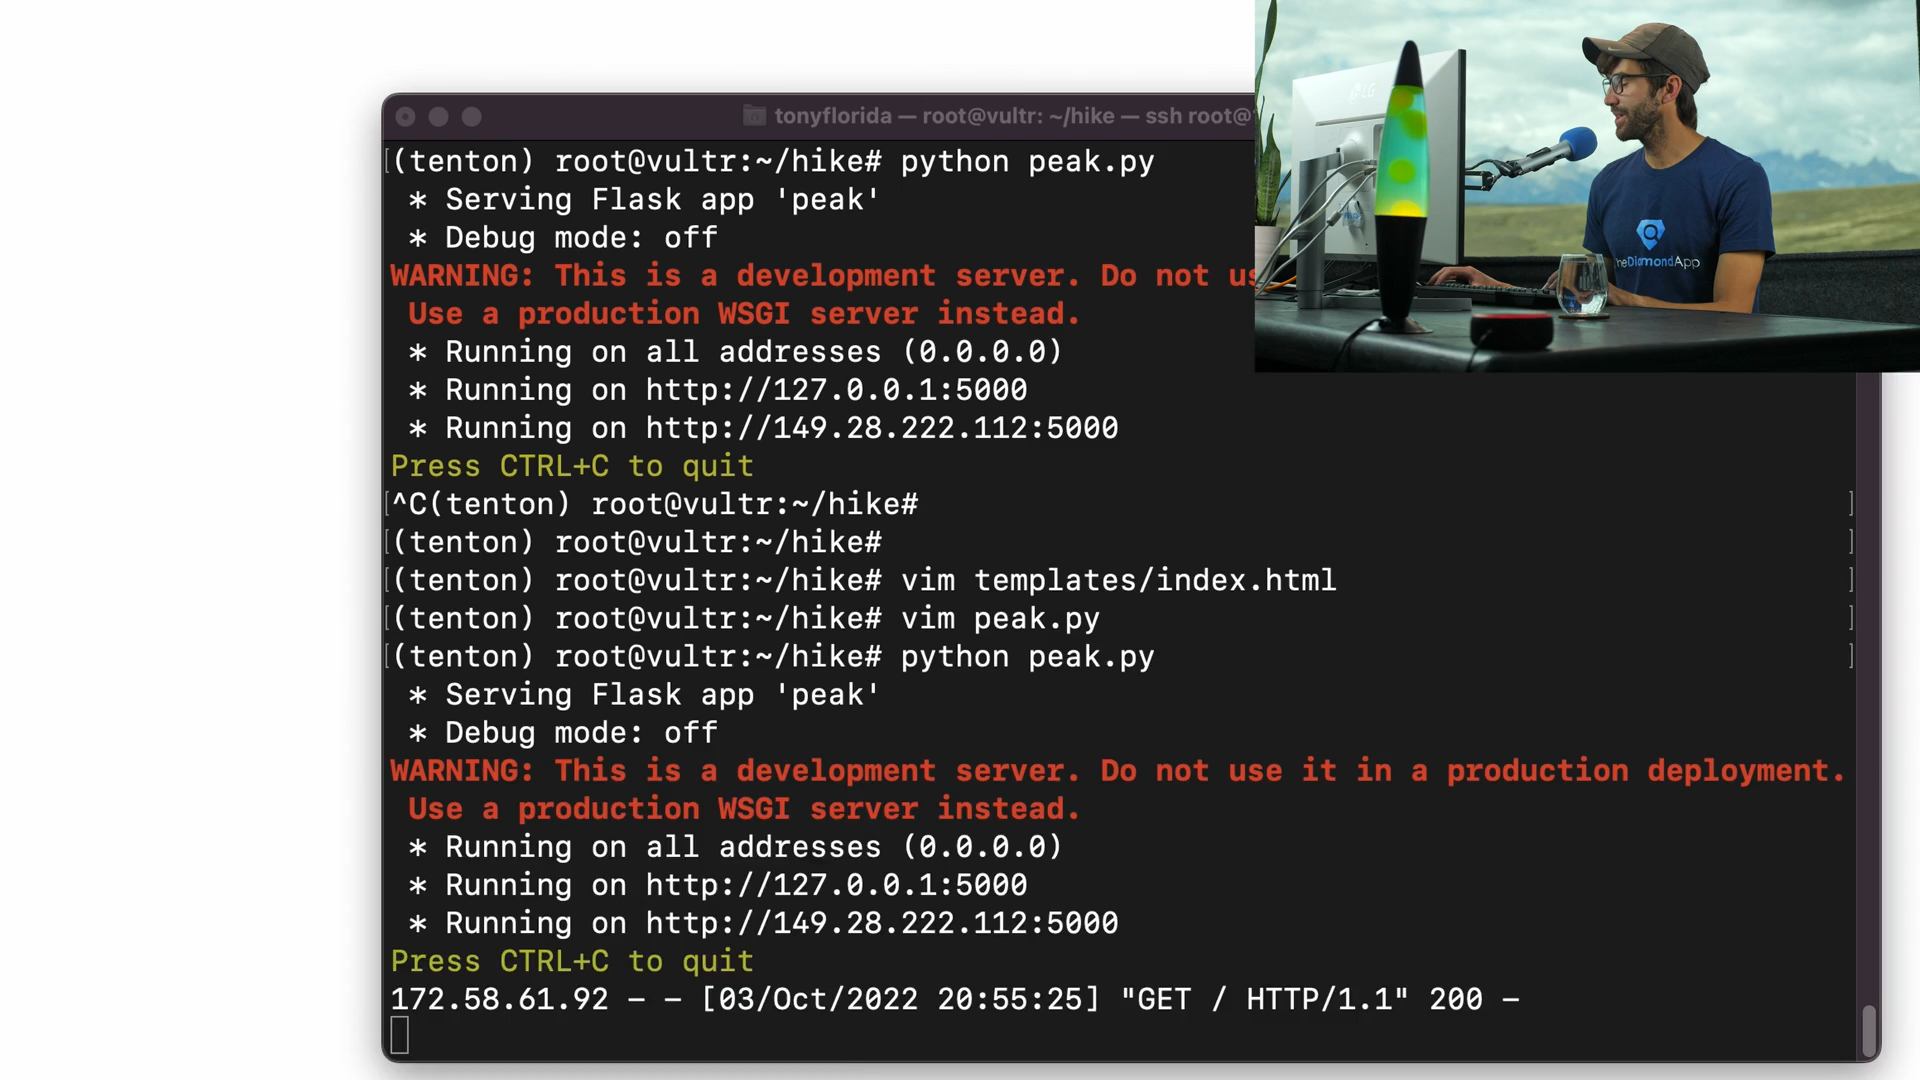 tonyflorida — root@vultr: ~/hike — ssh root@
(tenton) root@vultr:~/hike# python peak.py
* Serving Flask app 'peak'
* Debug mode: off
WARNING: This is a development server. Do not us
Use a production WSGI server instead.
* Running on all addresses (0.0.0.0)
* Running on http://127.0.0.1:5000
* Running on http://149.28.222.112:5000
Press CTRL+C to quit
^C(tenton) root@vultr:~/hike#
(tenton) root@vultr:~/hike#
(tenton) root@vultr:~/hike# vim templates/index.html
(tenton) root@vultr:~/hike# vim peak.py
(tenton) root@vultr:~/hike# python peak.py
* Serving Flask app 'peak'
* Debug mode: off
WARNING: This is a development server. Do not use it in a production deployment.
Use a production WSGI server instead.
* Running on all addresses (0.0.0.0)
* Running on http://127.0.0.1:5000
* Running on http://149.28.222.112:5000
Press CTRL+C to quit
172.58.61.92 – – [03/Oct/2022 20:55:25] "GET / HTTP/1.1" 200 –
LG
heDiamondApp